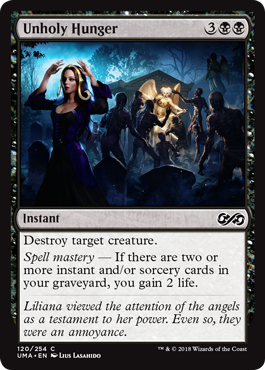 Unholy Hunger 3
Instant
Destroy target creature.
Spell mastery — If there are two or
more instant and/or sorcery cards in
your graveyard, you gain 2 life.
Liliana viewed the attention of the angels
as a testament to her power. Even so, they
were an annoyance.
120/254 C
UMA • EN Lius Lasahido
™ & © 2018 Wizards of the Coast